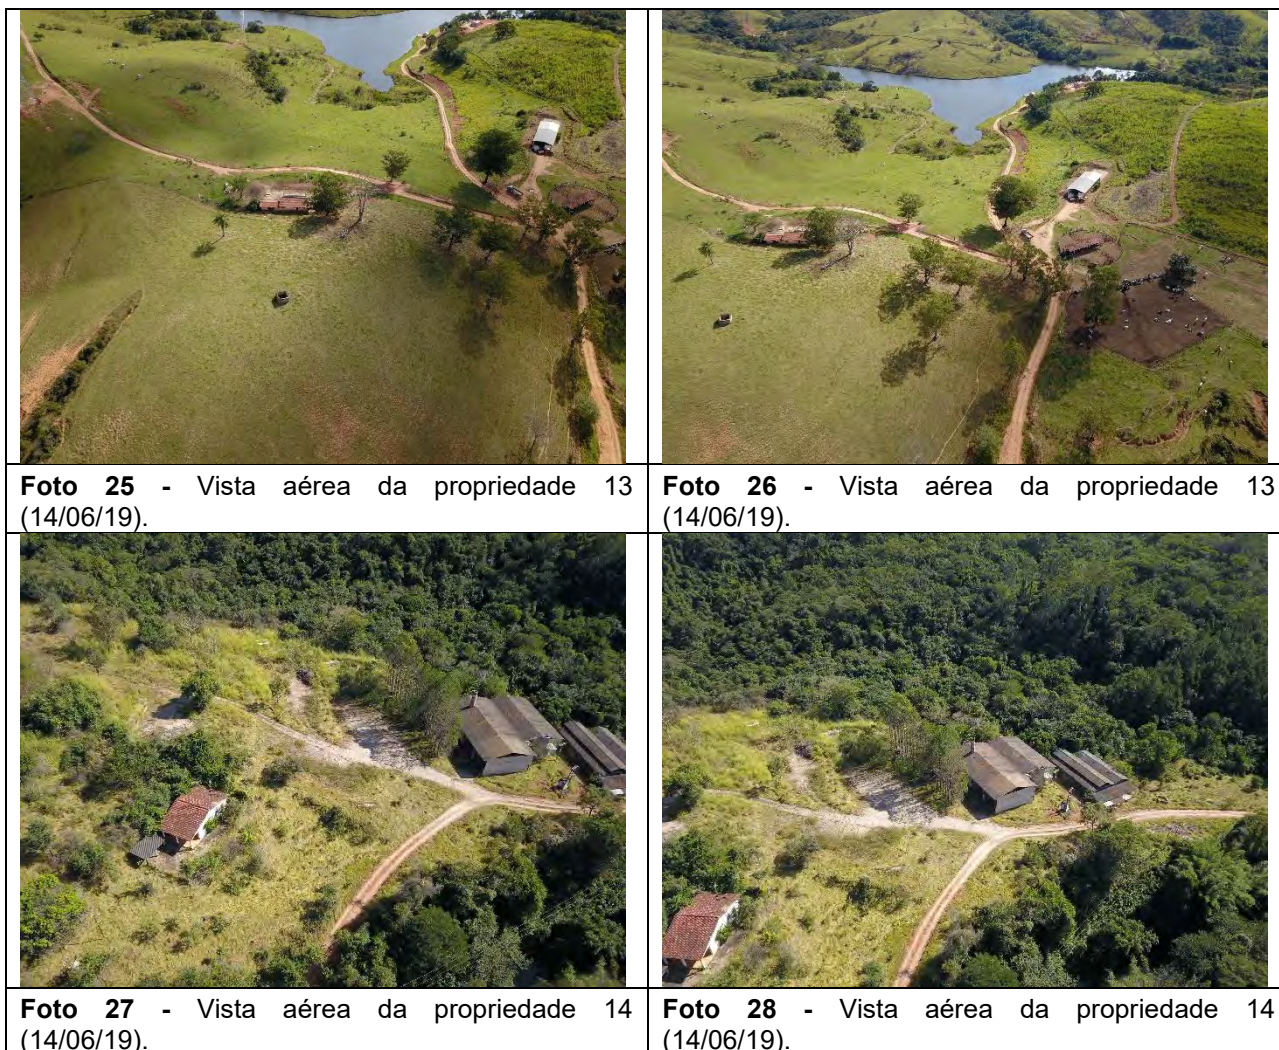 Foto 25 - Vista aérea da propriedade 13
(14/06/19).
Foto 26 - Vista aérea da propriedade 13
(14/06/19).
Foto 27 - Vista aérea da propriedade 14
(14/06/19).
Foto 28 - Vista aérea da propriedade 14
(14/06/19).